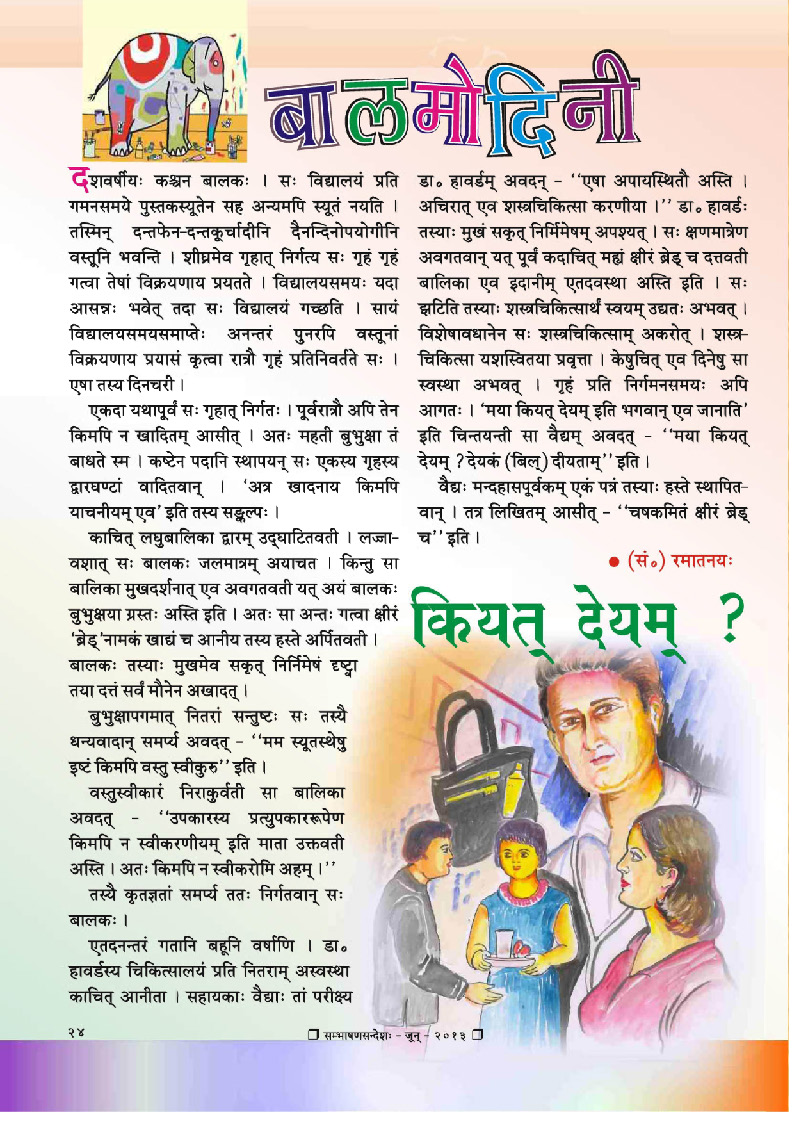 बालमोदिनी
दशवर्षीयः कश्चन बालकः । सः विद्यालयं प्रति
गमनसमये पुस्तकस्यूतेन सह अन्यमपि स्यूतं नयति ।
तस्मिन् दन्तफेन-दन्तकूर्चादीनि दैनन्दिनोपयोगीनि
वस्तूनि भवन्ति । शीघ्रमेव गृहात् निर्गत्य सः गृहं गृहं
गत्वा तेषां विक्रयणाय प्रयतते । विद्यालयसमयः यदा
आसन्नः भवेत् तदा सः विद्यालयं गच्छति । सायं
विद्यालयसमयसमाप्तेः अनन्तरं पुनरपि वस्तूनां
विक्रयणाय प्रयासं कृत्वा रात्रौ गृहं प्रतिनिवर्तते सः ।
एषा तस्य दिनचरी ।
एकदा यथापूर्वं सः गृहात् निर्गतः । पूर्वरात्रौ अपि तेन
किमपि न खादितम् आसीत् । अतः महती बुभुक्षा तं
बाधते स्म । कष्टेन पदानि स्थापयन् सः एकस्य गृहस्य
द्वारघण्टां वादितवान् । ‘अत्र खादनाय किमपि
याचनीयम् एव’ इति तस्य सङ्कल्पः ।
काचित् लघुबालिका द्वारम् उद्घाटितवती । लज्जा-
वशात् सः बालकः जलमात्रम् अयाचत । किन्तु सा
बालिका मुखदर्शनात् एव अवगतवती यत् अयं बालकः
बुभुक्षया ग्रस्तः अस्ति इति । अतः सा अन्तः गत्वा क्षीरं
‘ब्रेड्’नामकं खाद्यं च आनीय तस्य हस्ते अर्पितवती ।
बालकः तस्याः मुखमेव सकृत् निर्निमेषं दृष्ट्वा
तया दत्तं सर्वं मौनेन अखादत् ।
बुभुक्षापगमात् नितरां सन्तुष्टः सः तस्यै
धन्यवादान् समर्प्य अवदत् - “मम स्यूतस्थेषु
इष्टं किमपि वस्तु स्वीकुरु” इति ।
वस्तुस्वीकारं निराकुर्वती सा बालिका
अवदत् - “उपकारस्य प्रत्युपकाररूपेण
किमपि न स्वीकरणीयम् इति माता उक्तवती
अस्ति । अतः किमपि न स्वीकरोमि अहम् ।”
तस्यै कृतज्ञतां समर्प्य ततः निर्गतवान् सः
बालकः ।
एतदनन्तरं गतानि बहूनि वर्षाणि । डा॰
हावर्डस्य चिकित्सालयं प्रति नितराम् अस्वस्था
काचित् आनीता । सहायकाः वैद्याः तां परीक्ष्य
डा॰ हावर्डम् अवदन् - “एषा अपायस्थितौ अस्ति ।
अचिरात् एव शस्त्रचिकित्सा करणीया ।” डा॰ हावर्डः
तस्याः मुखं सकृत् निर्मिमेषम् अपश्यत् । सः क्षणमात्रेण
अवगतवान् यत् पूर्वं कदाचित् मह्यं क्षीरं ब्रेड् च दत्तवती
बालिका एव इदानीम् एतदवस्था अस्ति इति । सः
झटिति तस्याः शस्त्रचिकित्सार्थं स्वयम् उद्यतः अभवत् ।
विशेषावधानेन सः शस्त्रचिकित्साम् अकरोत् । शस्त्र-
चिकित्सा यशस्वितया प्रवृत्ता । केषुचित् एव दिनेषु सा
स्वस्था अभवत् । गृहं प्रति निर्गमनसमयः अपि
आगतः । ‘मया कियत् देयम् इति भगवान् एव जानाति’
इति चिन्तयन्ती सा वैद्यम् अवदत् - “मया कियत्
देयम् ? देयकं (बिल्) दीयताम्” इति ।
वैद्यः मन्दहासपूर्वकम् एकं पत्रं तस्याः हस्ते स्थापित-
वान् । तत्र लिखितम् आसीत् - “चषकमितं क्षीरं ब्रेड्
च” इति ।
● (सं॰) रमातनयः
कियत् देयम् ?
२४
❒ सम्भाषणसन्देशः - जून् - २०१३ ❒